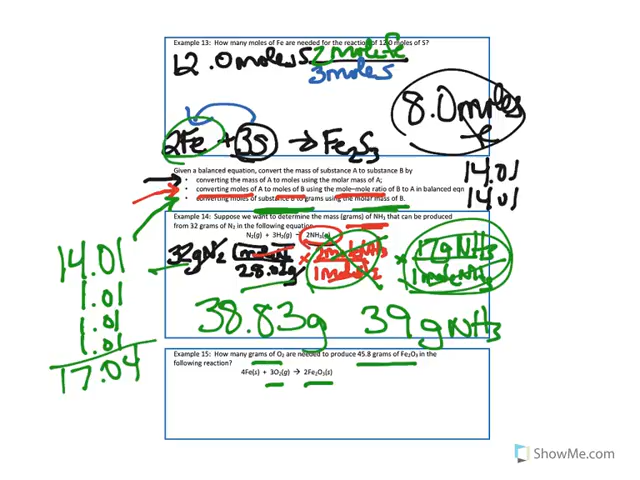 Example 13: How many moles of Fe are needed for the reaction of 12.0 moles of S?
12.0 moles S 2 mole Fe
3 moles
8.0 moles
2Fe + 3S → Fe2S3
14.01
14.01
Given a balanced equation, convert the mass of substance A to substance B by
• converting the mass of A to moles using the molar mass of A;
• converting moles of A to moles of B using the mole–mole ratio of B to A in balanced eqn
• converting moles of substance B to grams using the molar mass of B.
Example 14: Suppose we want to determine the mass (grams) of NH3 that can be produced
from 32 grams of N2 in the following equation.
N2(g) + 3H2(g) → 2NH3(g)
32 g N2 × × 17 g NH3
28.02g 1 mole NH3
38.83g 39 g NH3
14.01
1.01
1.01
1.01
17.04
Example 15: How many grams of O2 are needed to produce 45.8 grams of Fe2O3 in the
following reaction?
4Fe(s) + 3O2(g) → 2Fe2O3(s)
ShowMe.com